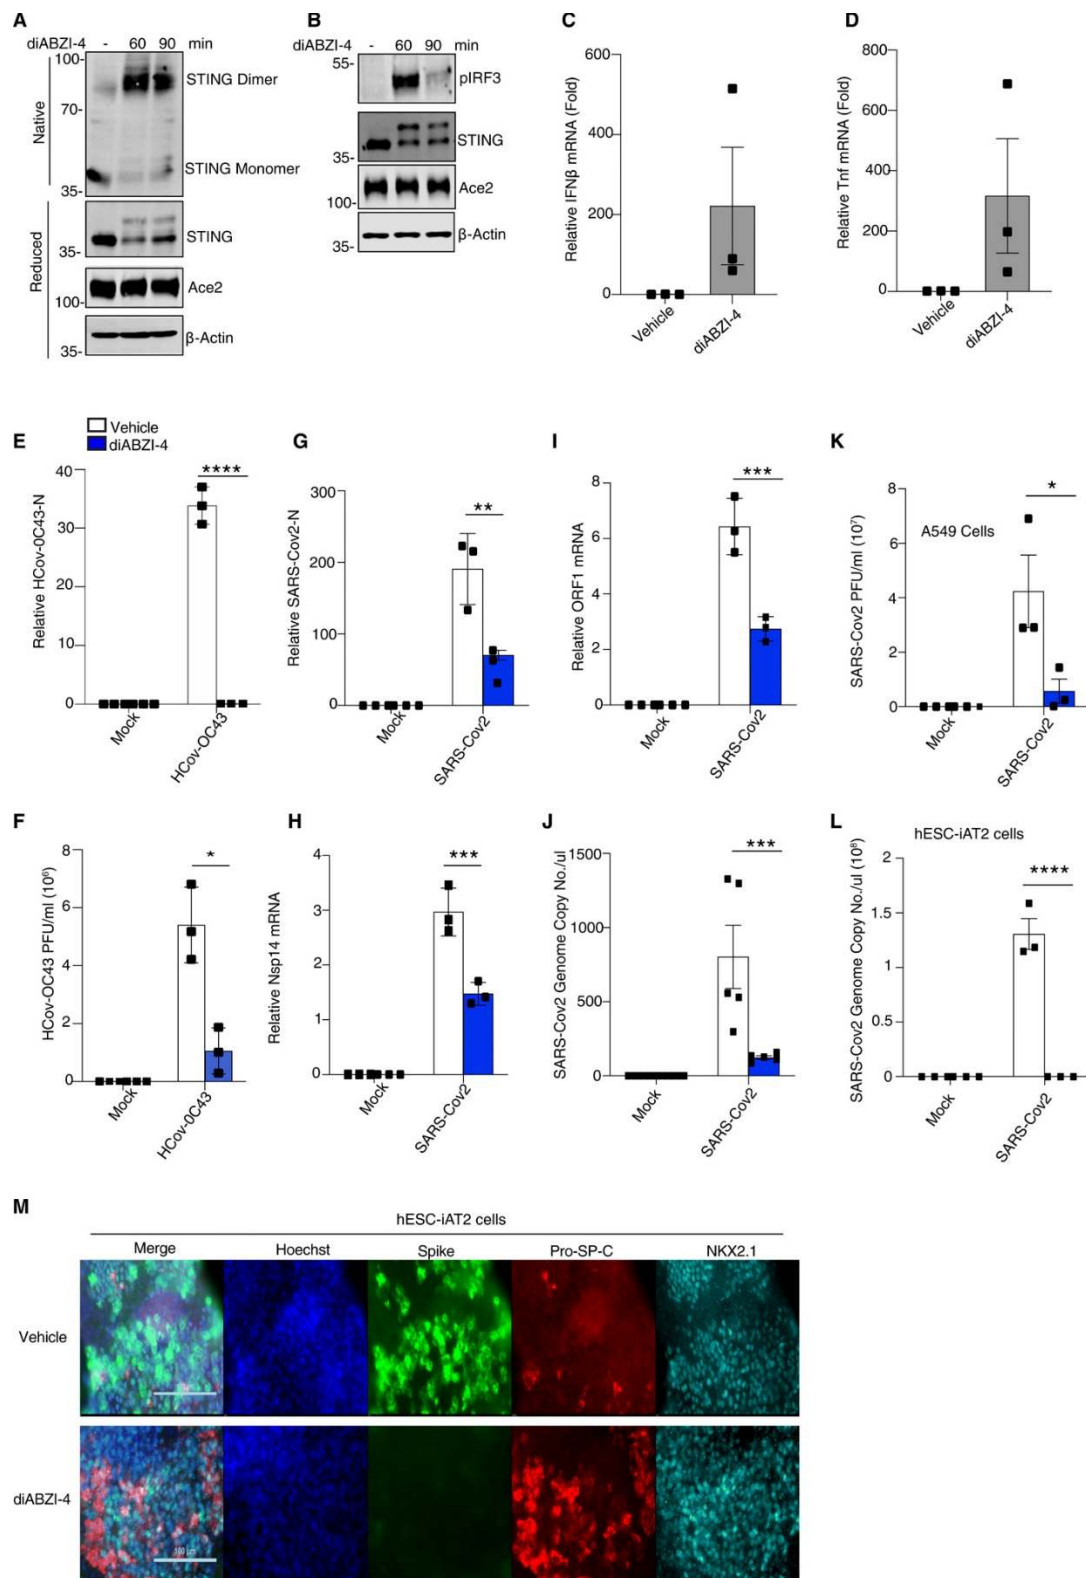 A
diABZI-4 - 60 90 min
100-
STING Dimer
70-
Native
STING Monomer
35-
STING
35-
Reduced
Ace2
100-
β-Actin
35-
B
diABZI-4 - 60 90 min
55-
pIRF3
STING
35-
Ace2
100-
β-Actin
35-
C
Relative IFNβ mRNA (Fold)
600
400
200
0
Vehicle
diABZI-4
D
Relative Tnf mRNA (Fold)
800
600
400
200
0
Vehicle
diABZI-4
Vehicle
diABZI-4
E
Relative HCov-0C43-N
40
30
20
10
0
****
Mock
HCov-OC43
G
Relative SARS-Cov2-N
300
200
100
0
**
Mock
SARS-Cov2
I
Relative ORF1 mRNA
8
6
4
2
0
***
Mock
SARS-Cov2
K
SARS-Cov2 PFU/ml (10⁷)
8
6
4
2
0
A549 Cells
*
Mock
SARS-Cov2
F
HCov-OC43 PFU/ml (10⁶)
8
6
4
2
0
*
Mock
HCov-0C43
H
Relative Nsp14 mRNA
4
3
2
1
0
***
Mock
SARS-Cov2
J
SARS-Cov2 Genome Copy No./ul
1500
1000
500
0
***
Mock
SARS-Cov2
L
hESC-iAT2 cells
SARS-Cov2 Genome Copy No./ul (10⁸)
2
1.5
1
0.5
0
****
Mock
SARS-Cov2
M
hESC-iAT2 cells
Merge Hoechst Spike Pro-SP-C NKX2.1
Vehicle
diABZI-4
100 µm